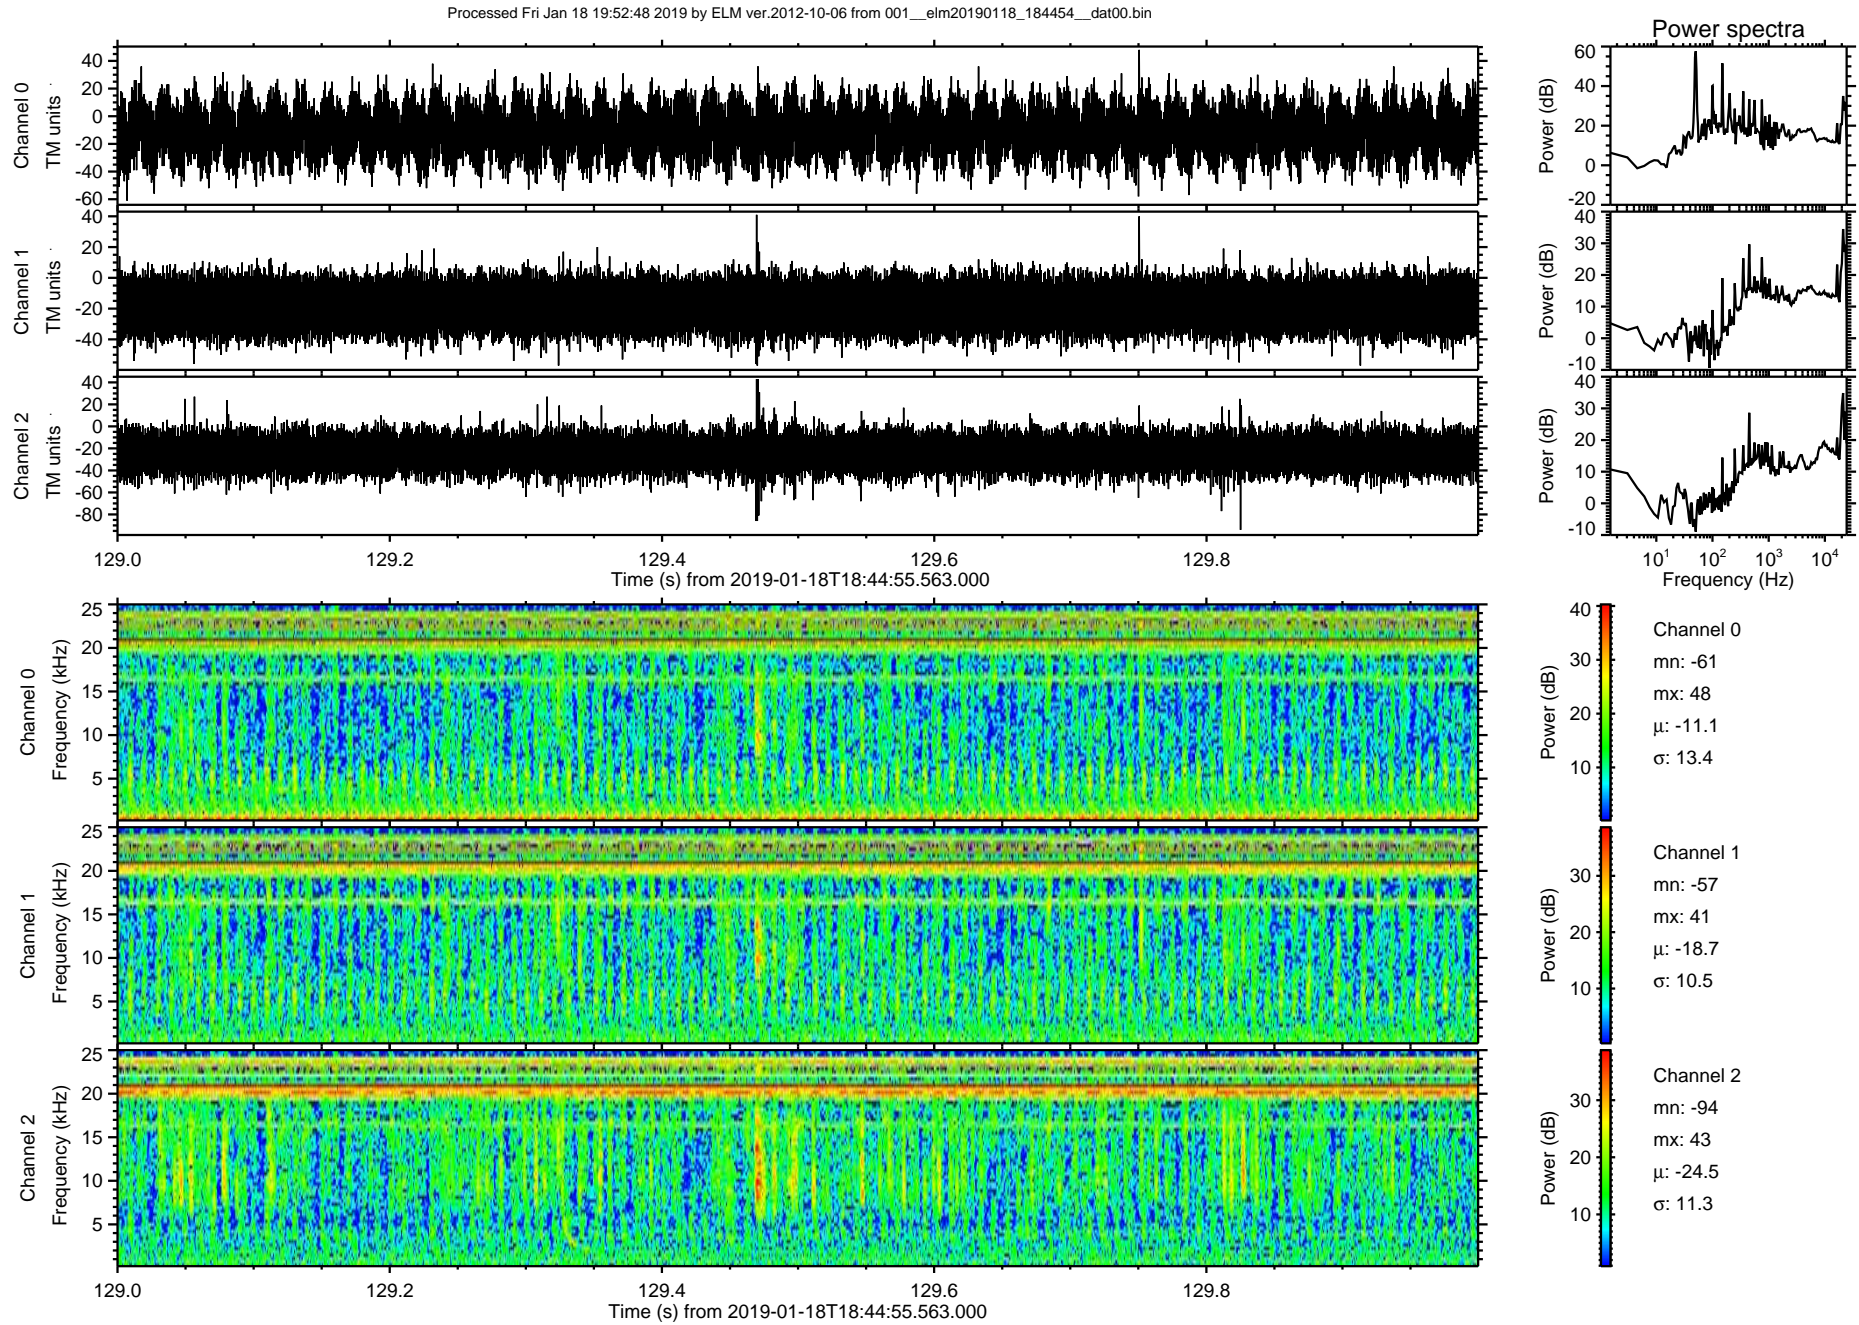 Processed Fri Jan 18 19:52:48 2019 by ELM ver.2012-10-06 from 001__elm20190118_184454__dat00.bin
Power spectra
Channel 0
TM units
40
20
0
-20
-40
-60
Power (dB)
60
40
20
0
-20
Channel 1
TM units
40
20
0
-20
-40
Power (dB)
40
30
20
10
0
-10
Channel 2
TM units
40
20
0
-20
-40
-60
-80
Power (dB)
40
30
20
10
0
-10
129.0 129.2 129.4 129.6 129.8
Time (s) from 2019-01-18T18:44:55.563.000
10¹ 10² 10³ 10⁴
Frequency (Hz)
Channel 0
Frequency (kHz)
25
20
15
10
5
Power (dB)
40
30
20
10
Channel 0
mn: -61
mx: 48
μ: -11.1
σ: 13.4
Channel 1
Frequency (kHz)
25
20
15
10
5
Power (dB)
30
20
10
Channel 1
mn: -57
mx: 41
μ: -18.7
σ: 10.5
Channel 2
Frequency (kHz)
25
20
15
10
5
Power (dB)
30
20
10
Channel 2
mn: -94
mx: 43
μ: -24.5
σ: 11.3
129.0 129.2 129.4 129.6 129.8
Time (s) from 2019-01-18T18:44:55.563.000